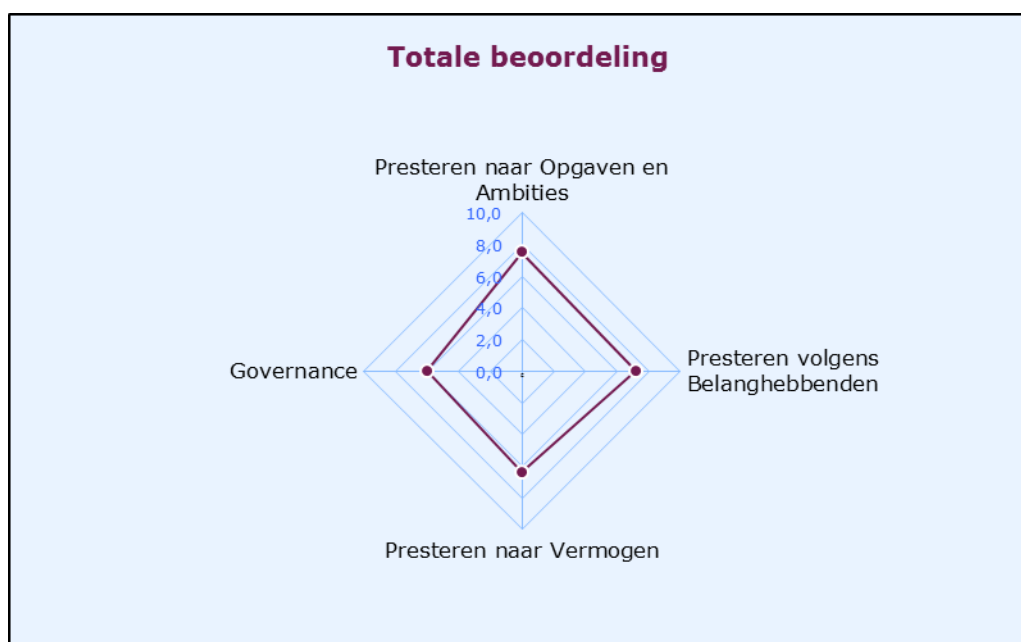 Totale beoordeling
Presteren naar Opgaven en
Ambities
10,0
8,0
6,0
4,0
2,0
0,0
Governance
Presteren volgens
Belanghebbenden
Presteren naar Vermogen